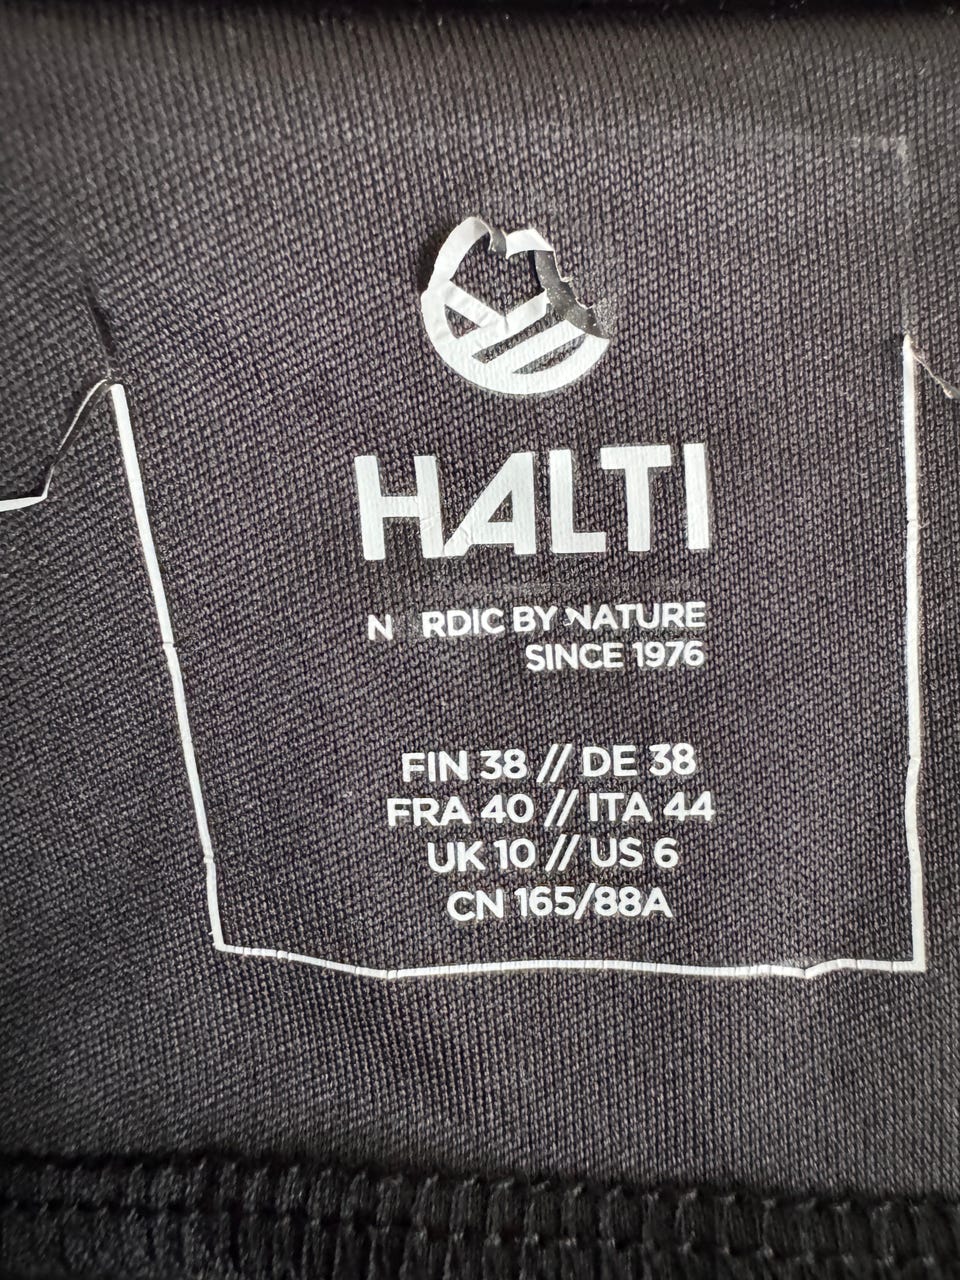 HALTI
N RDIC BY NATURE
SINCE 1976
FIN 38 // DE 38
FRA 40 // ITA 44
UK 10 // US 6
CN 165/88A